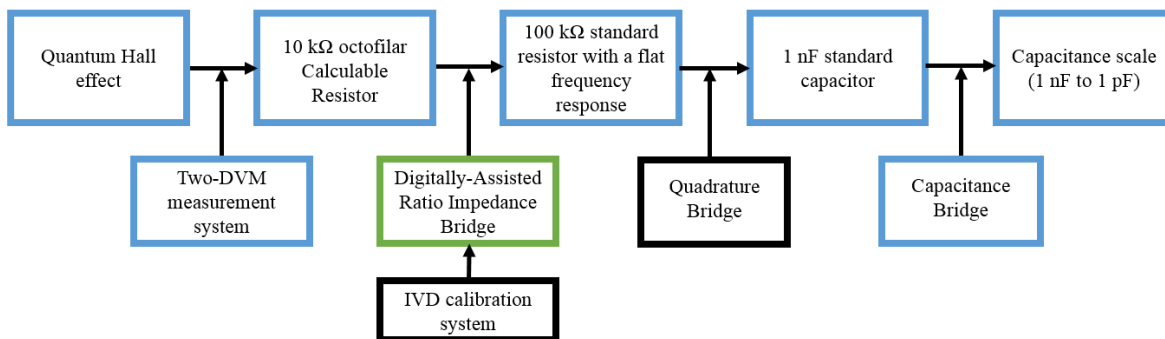 Quantum Hall
effect
10 kΩ octofilar
Calculable
Resistor
100 kΩ standard
resistor with a flat
frequency
response
1 nF standard
capacitor
Capacitance scale
(1 nF to 1 pF)
Two-DVM
measurement
system
Digitally-Assisted
Ratio Impedance
Bridge
Quadrature
Bridge
Capacitance
Bridge
IVD calibration
system